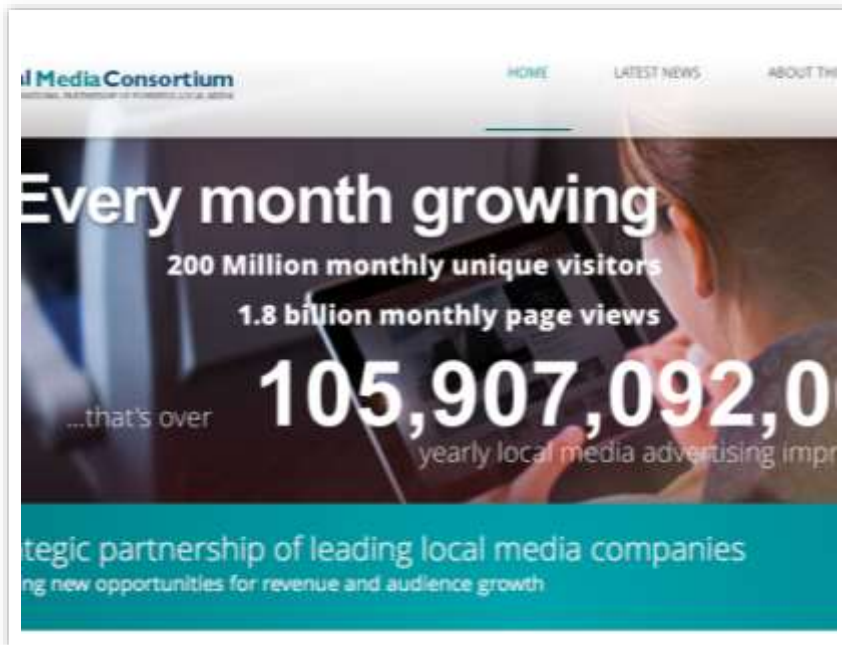 l Media Consortium
HOME LATEST NEWS ABOUT TH
Every month growing
200 Million monthly unique visitors
1.8 billion monthly page views
...that's over 105,907,092,0
yearly local media advertising impr
tegic partnership of leading local media companies
ng new opportunities for revenue and audience growth